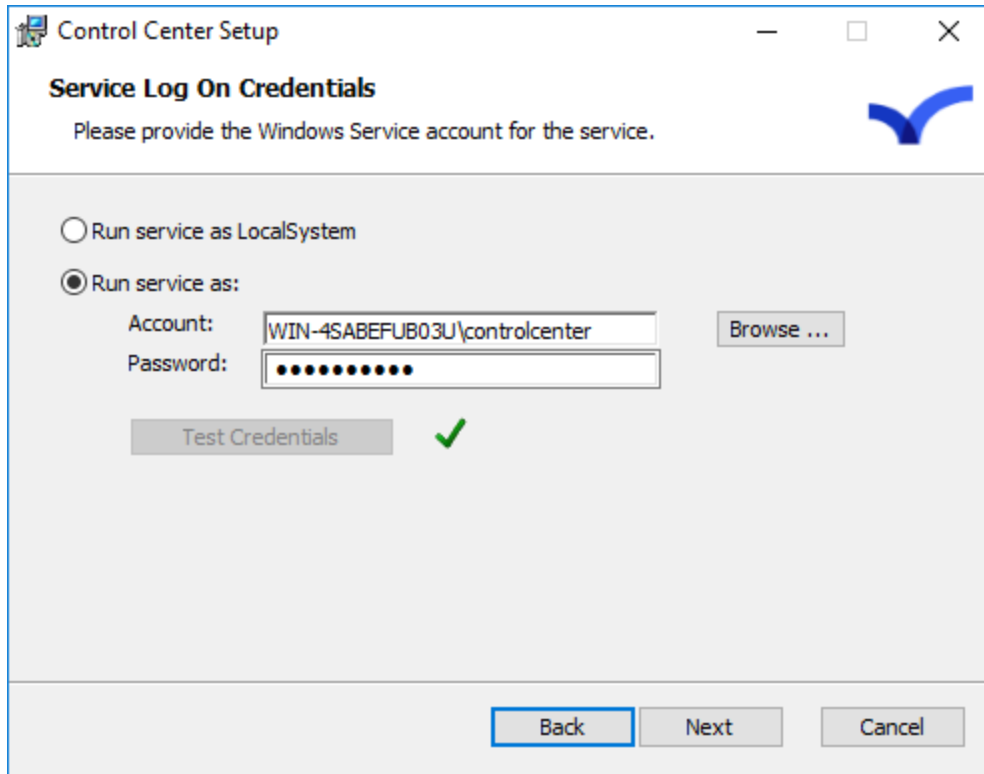 Control Center Setup
Service Log On Credentials
Please provide the Windows Service account for the service.
Run service as LocalSystem
Run service as:
Account: WIN-4SABEFUB03U\controlcenter Browse ...
Password: ●●●●●●●●●●
Test Credentials
Back Next Cancel